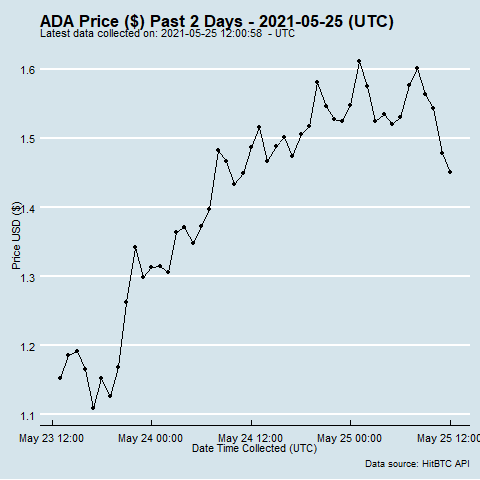 ADA Price ($) Past 2 Days - 2021-05-25 (UTC)
Latest data collected on: 2021-05-25 12:00:58  - UTC
1.6
1.5
1.4
1.3
1.2
1.1
Price USD ($)
May 23 12:00
May 24 00:00
May 24 12:00
May 25 00:00
May 25 12:00
Date Time Collected (UTC)
Data source: HitBTC API